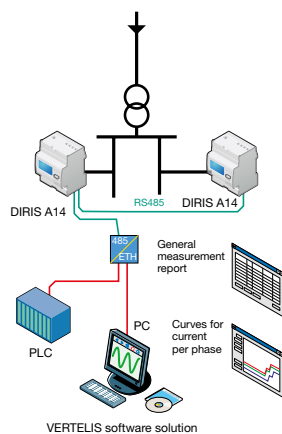 RS485
DIRIS A14
DIRIS A14
485
ETH
General
measurement
report
PC
PLC
Curves for
current
per phase
VERTELIS software solution